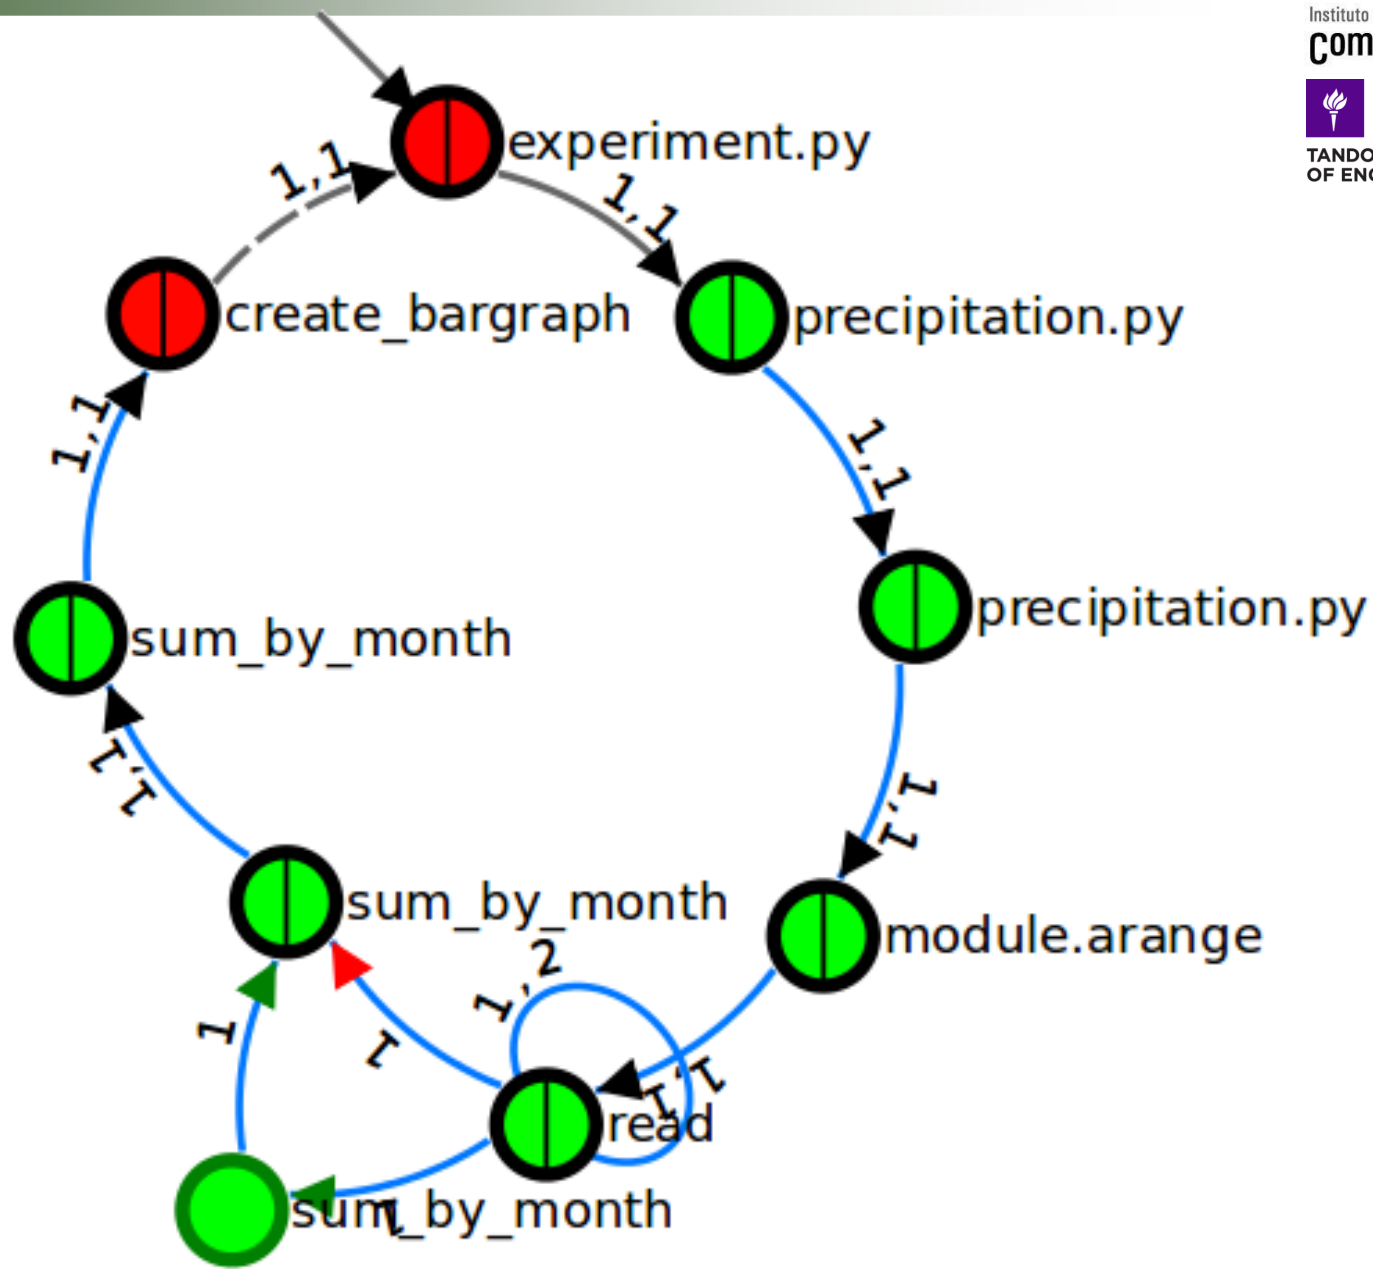 Instituto
com
TANDO
OF ENG
experiment.py
1,1
1,1
create_bargraph
precipitation.py
1,1
1,1
precipitation.py
sum_by_month
1,1
1,1
sum_by_month
module.arange
1,2
1
1
1,1
read
sum_by_month
1